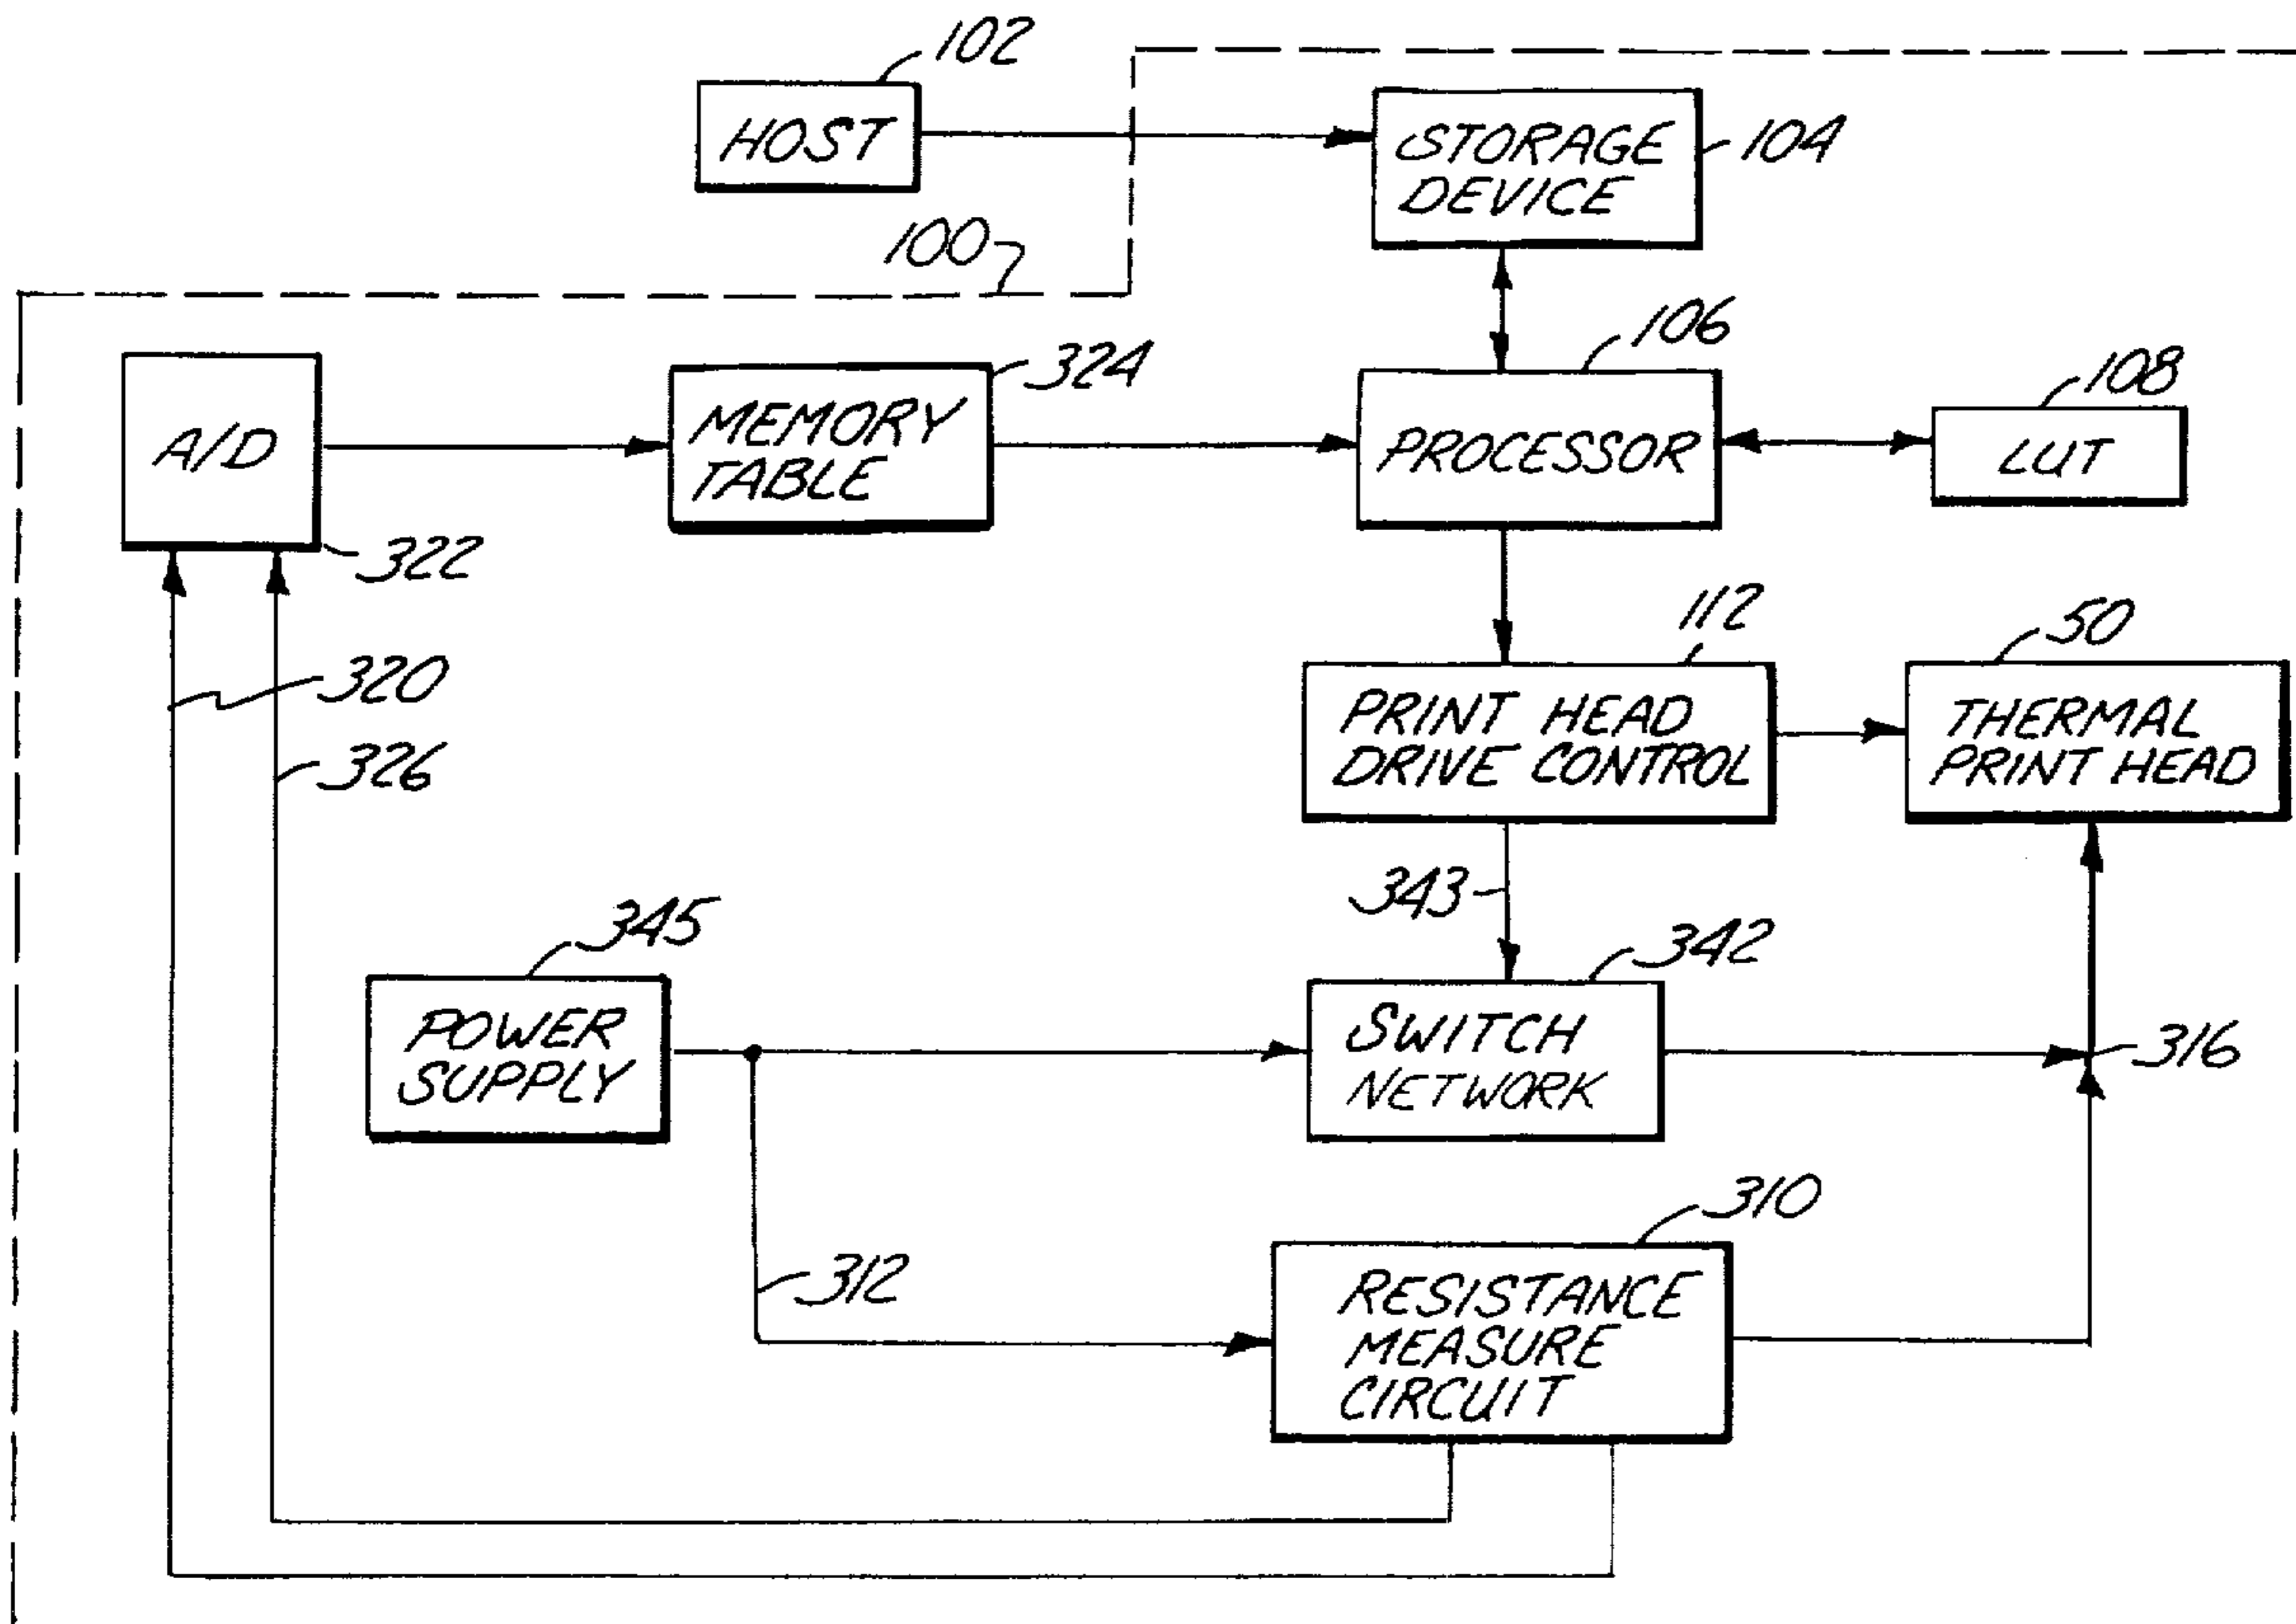 102
HOST
STORAGE
DEVICE
104
100
106
324
108
A/D
MEMORY
TABLE
PROCESSOR
LUT
322
112
50
320
326
PRINT HEAD
DRIVE CONTROL
THERMAL
PRINT HEAD
343
345
342
POWER
SUPPLY
SWITCH
NETWORK
316
310
312
RESISTANCE
MEASURE
CIRCUIT